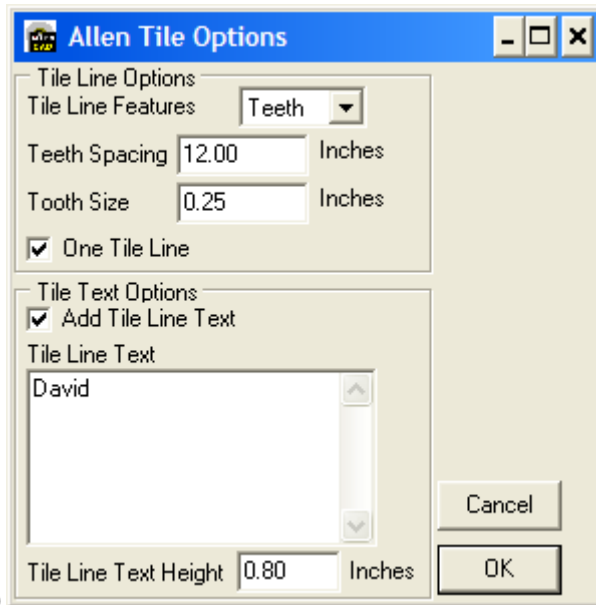 Allen Tile Options
Tile Line Options
Tile Line Features Teeth
Teeth Spacing 12.00 Inches
Tooth Size 0.25 Inches
One Tile Line
Tile Text Options
Add Tile Line Text
Tile Line Text
David
Cancel
Tile Line Text Height 0.80 Inches
OK